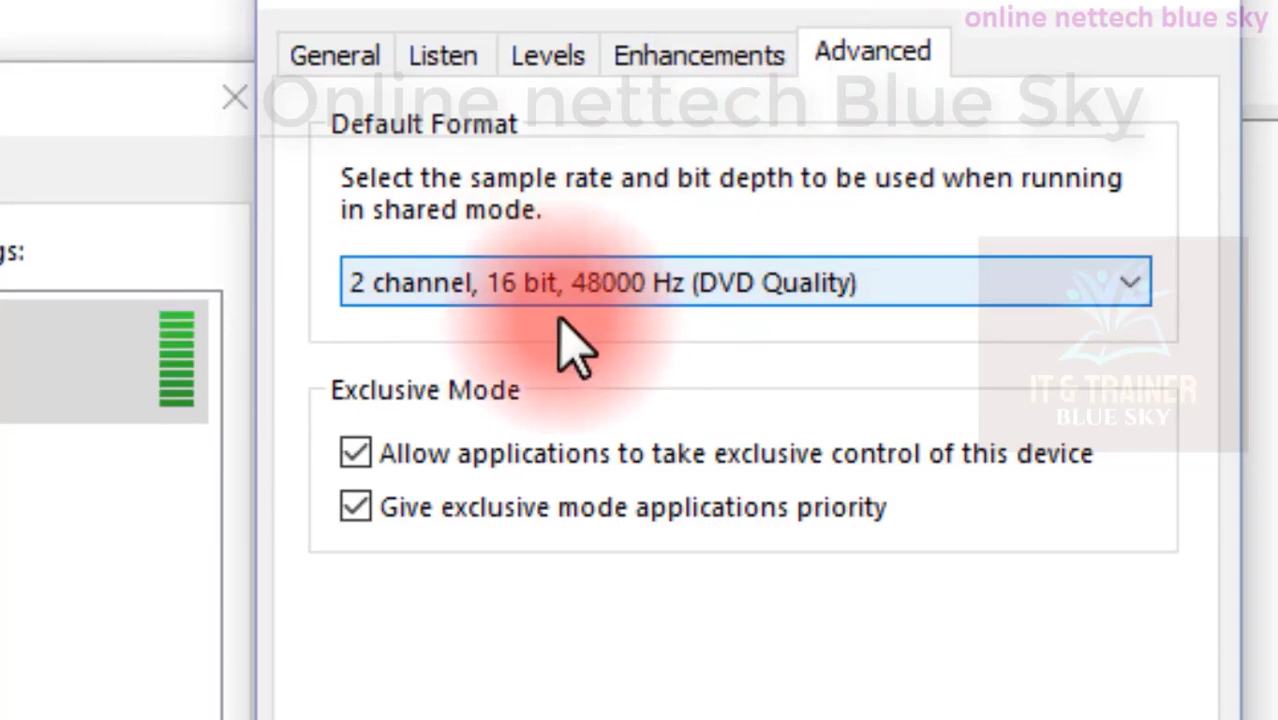 online nettech blue sky
General Listen Levels Enhancements Advanced
Online nettech Blue Sky
Default Format
Select the sample rate and bit depth to be used when running
in shared mode.
gs:
2 channel, 16 bit, 48000 Hz (DVD Quality)
IT & TRAINER
BLUE SKY
Exclusive Mode
Allow applications to take exclusive control of this device
Give exclusive mode applications priority